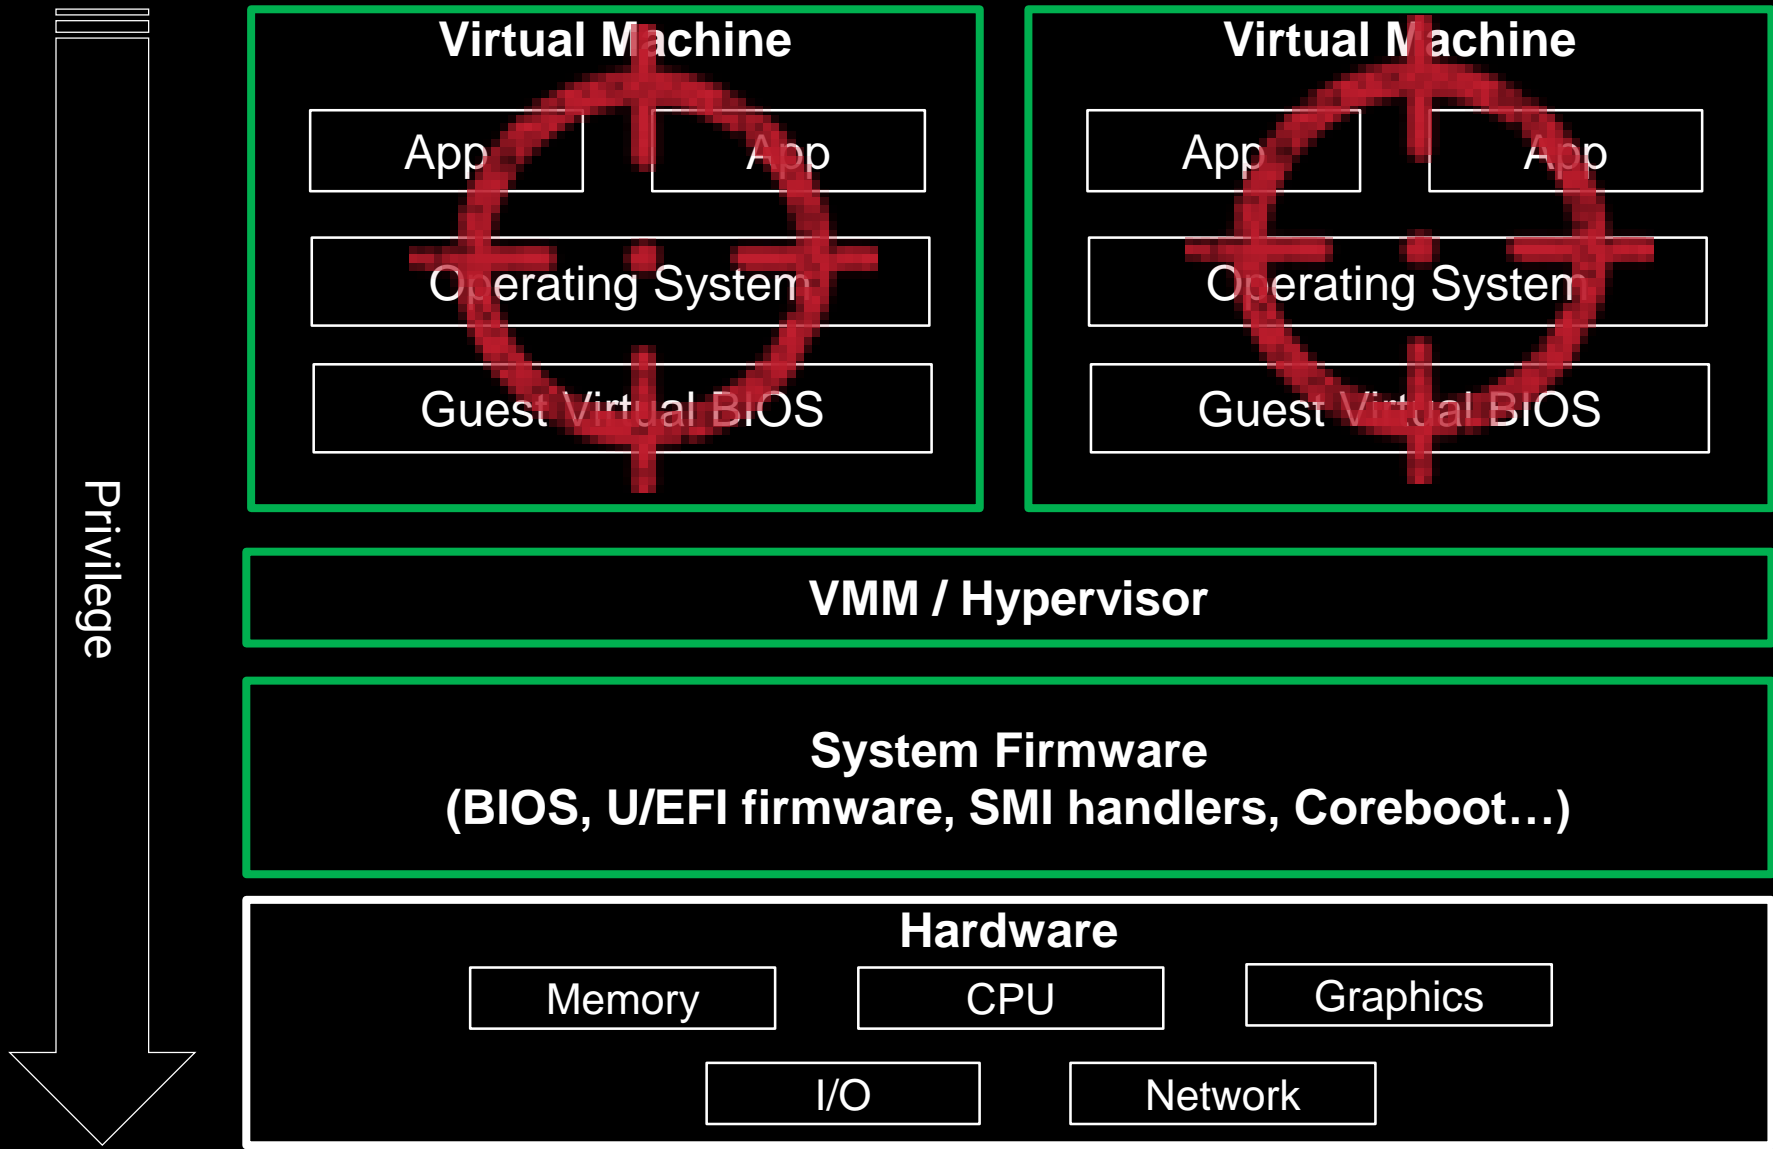 Privilege
Virtual Machine
App
App
Operating System
Guest Virtual BIOS
Virtual Machine
App
App
Operating System
Guest Virtual BIOS
VMM / Hypervisor
System Firmware
(BIOS, U/EFI firmware, SMI handlers, Coreboot…)
Hardware
Memory
CPU
Graphics
I/O
Network